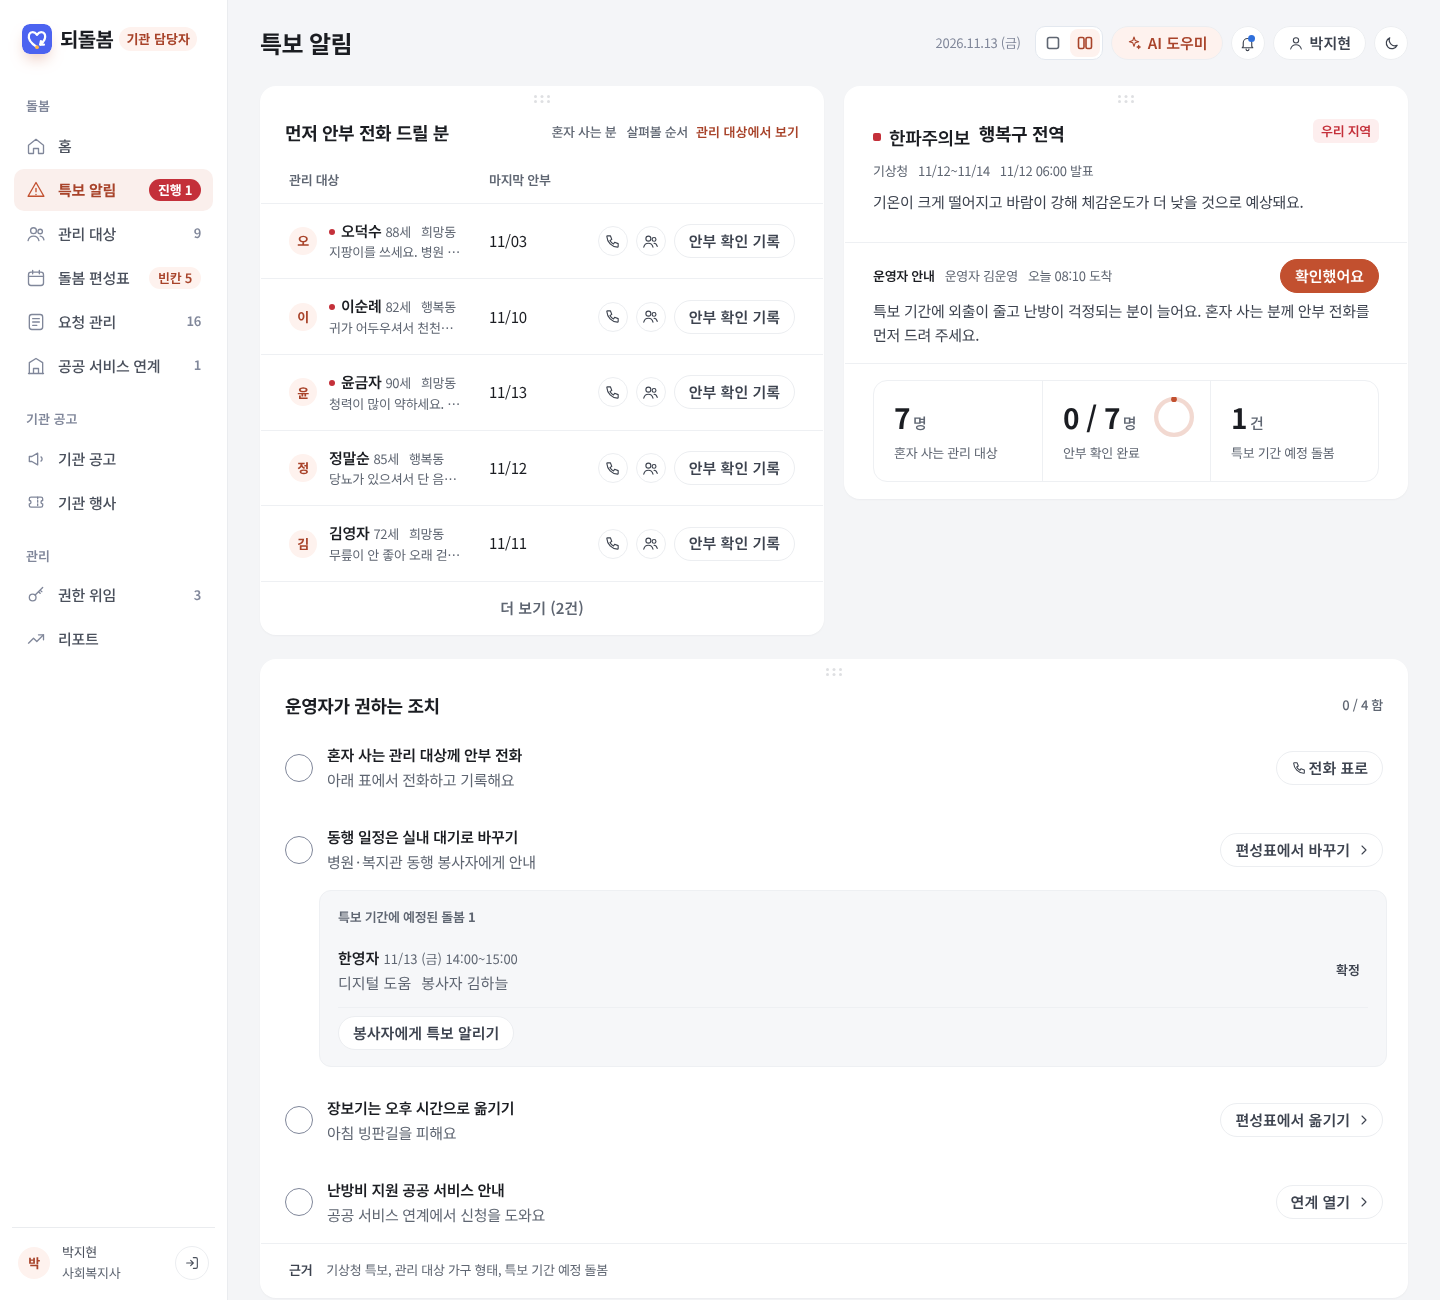 되돌봄 기관 담당자
돌봄
홈
특보 알림 진행 1
관리 대상 9
돌봄 편성표 빈칸 5
요청 관리 16
공공 서비스 연계 1
기관 공고
기관 공고
기관 행사
관리
권한 위임 3
리포트
박 박지현
사회복지사
특보 알림
2026.11.13 (금) AI 도우미 박지현
먼저 안부 전화 드릴 분 혼자 사는 분 살펴볼 순서 관리 대상에서 보기
관리 대상 마지막 안부
오 오덕수 88세 희망동 11/03 안부 확인 기록
지팡이를 쓰세요. 병원 …
이 이순례 82세 행복동 11/10 안부 확인 기록
귀가 어두우셔서 천천…
윤 윤금자 90세 희망동 11/13 안부 확인 기록
청력이 많이 약하세요. …
정 정말순 85세 행복동 11/12 안부 확인 기록
당뇨가 있으셔서 단 음…
김 김영자 72세 희망동 11/11 안부 확인 기록
무릎이 안 좋아 오래 걷…
더 보기 (2건)
한파주의보 행복구 전역 우리 지역
기상청 11/12~11/14 11/12 06:00 발표
기온이 크게 떨어지고 바람이 강해 체감온도가 더 낮을 것으로 예상돼요.
운영자 안내 운영자 김운영 오늘 08:10 도착 확인했어요
특보 기간에 외출이 줄고 난방이 걱정되는 분이 늘어요. 혼자 사는 분께 안부 전화를
먼저 드려 주세요.
7 명 0 / 7 명 1 건
혼자 사는 관리 대상 안부 확인 완료 특보 기간 예정 돌봄
운영자가 권하는 조치 0 / 4 함
혼자 사는 관리 대상께 안부 전화
아래 표에서 전화하고 기록해요
전화 표로
동행 일정은 실내 대기로 바꾸기
병원·복지관 동행 봉사자에게 안내
편성표에서 바꾸기
특보 기간에 예정된 돌봄 1
한영자 11/13 (금) 14:00~15:00
디지털 도움 봉사자 김하늘
확정
봉사자에게 특보 알리기
장보기는 오후 시간으로 옮기기
아침 빙판길을 피해요
편성표에서 옮기기
난방비 지원 공공 서비스 안내
공공 서비스 연계에서 신청을 도와요
연계 열기
근거 기상청 특보, 관리 대상 가구 형태, 특보 기간 예정 돌봄